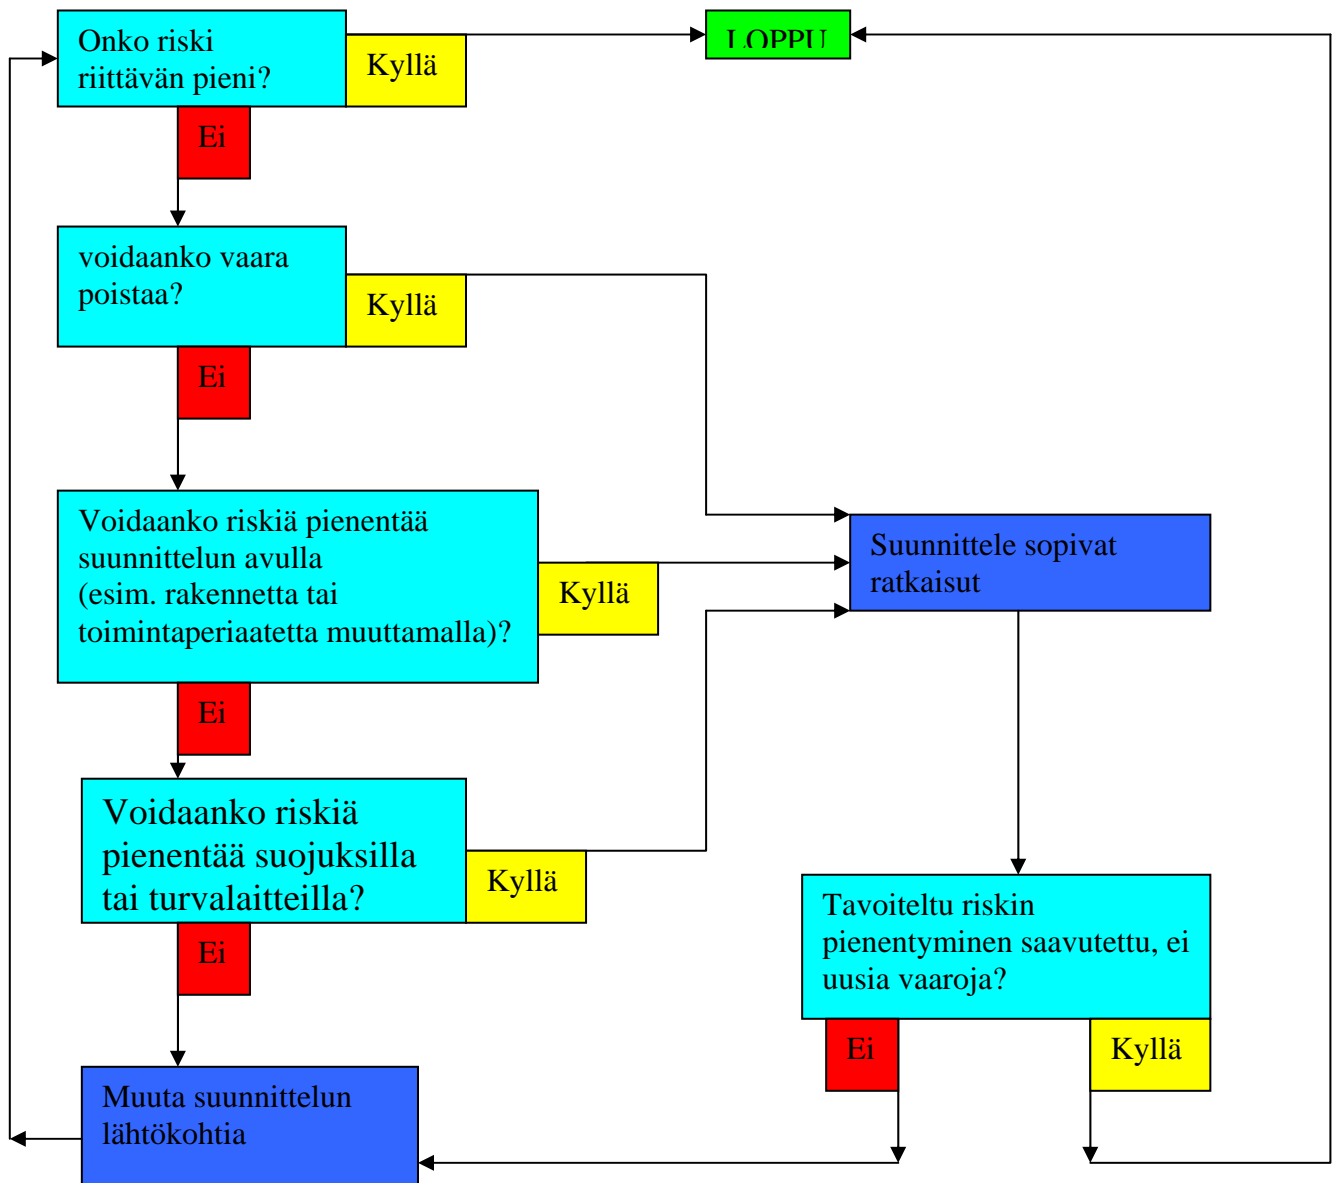 Onko riski
riittävän pieni?
Kyllä
LOPPU
Ei
voidaanko vaara
poistaa?
Kyllä
Ei
Voidaanko riskiä pienentää
suunnittelun avulla
(esim. rakennetta tai
toimintaperiaatetta muuttamalla)?
Kyllä
Suunnittele sopivat
ratkaisut
Ei
Voidaanko riskiä
pienentää suojuksilla
tai turvalaitteilla?
Kyllä
Ei
Tavoiteltu riskin
pienentyminen saavutettu, ei
uusia vaaroja?
Ei
Kyllä
Muuta suunnittelun
lähtökohtia